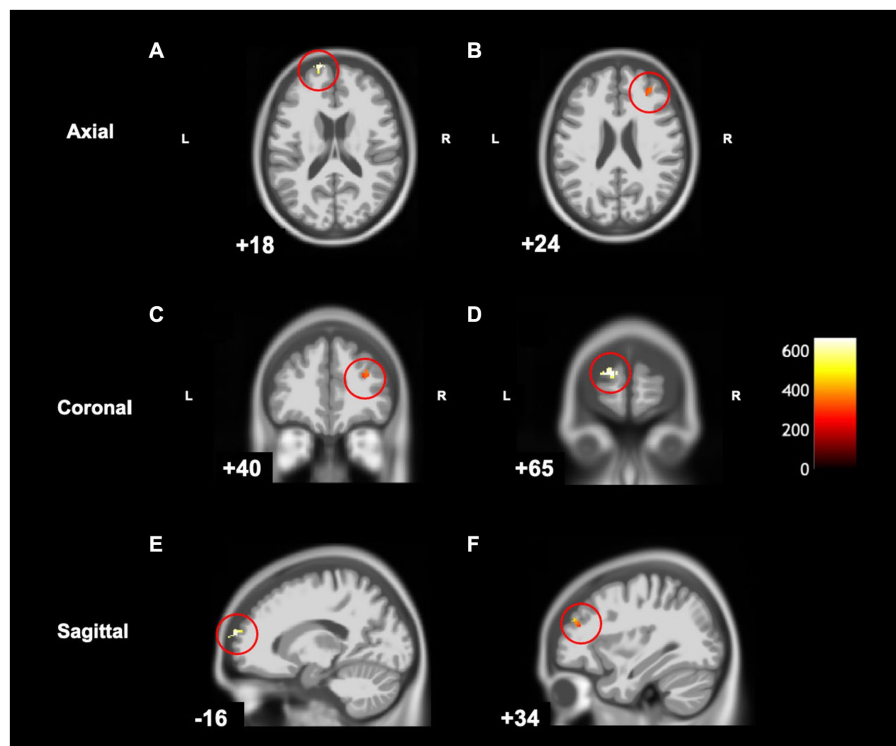 A
B
Axial
L
R
L
R
+18
+24
C
D
Coronal
L
R
L
R
600
400
200
0
+40
+65
E
F
Sagittal
-16
+34